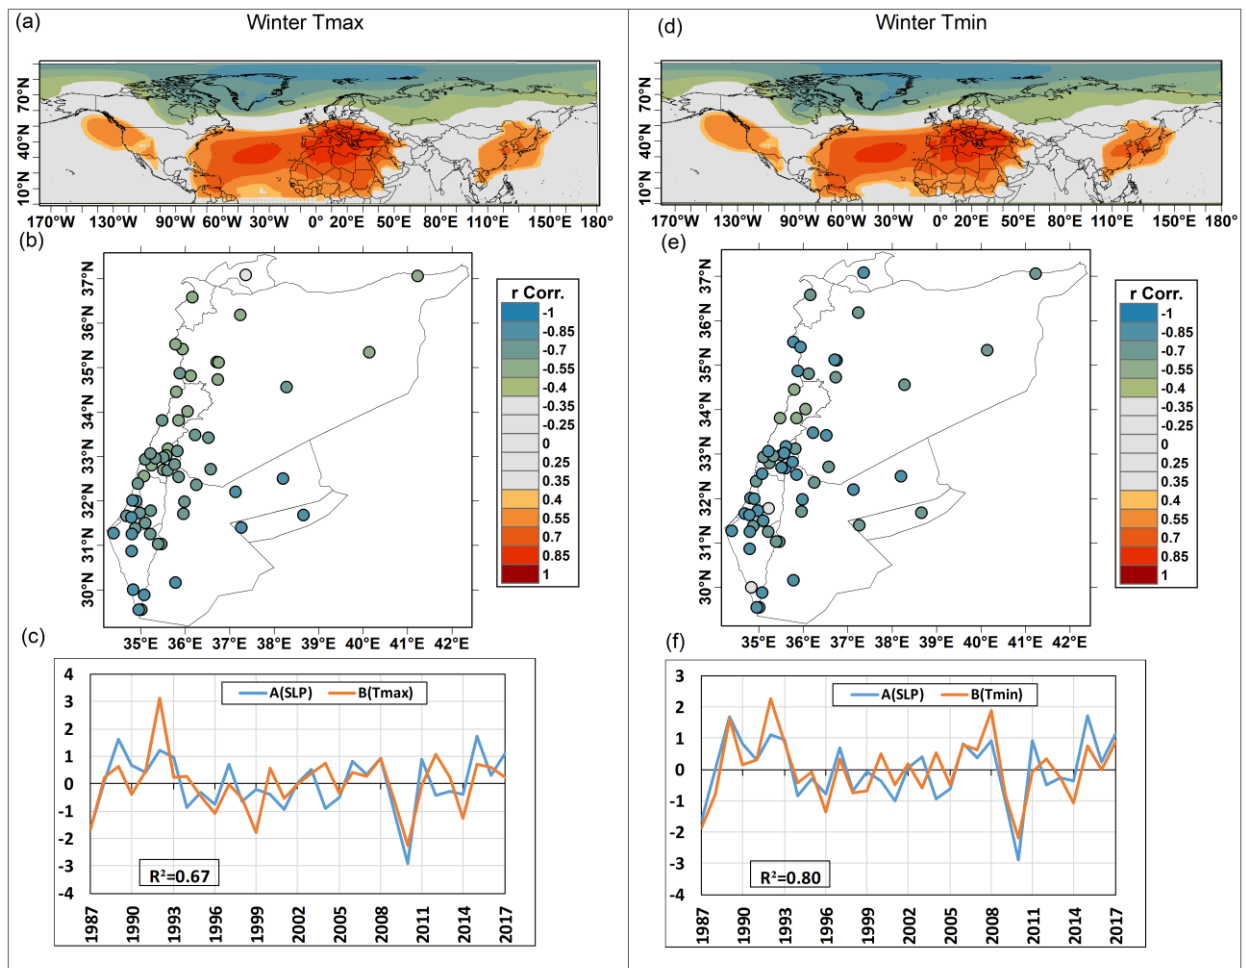 (a) Winter Tmax
70°N
40°N
10°N
170°W 130°W 90°W 60°W 30°W 0°E 20°E 50°E 80°E 110°E 150°E 180°
(b)
37°N
36°N
35°N
34°N
33°N
32°N
31°N
30°N
35°E 36°E 37°E 38°E 39°E 40°E 41°E 42°E
r Corr.
-1
-0.85
-0.7
-0.55
-0.4
-0.35
-0.25
0
0.25
0.35
0.4
0.55
0.7
0.85
1
(c)
A(SLP) B(Tmax)
4
3
2
1
0
-1
-2
-3
-4
R²=0.67
1987 1990 1993 1996 1999 2002 2005 2008 2011 2014 2017
(d) Winter Tmin
70°N
40°N
10°N
170°W 130°W 90°W 60°W 30°W 0°E 20°E 50°E 80°E 110°E 150°E 180°
(e)
37°N
36°N
35°N
34°N
33°N
32°N
31°N
30°N
35°E 36°E 37°E 38°E 39°E 40°E 41°E 42°E
r Corr.
-1
-0.85
-0.7
-0.55
-0.4
-0.35
-0.25
0
0.25
0.35
0.4
0.55
0.7
0.85
1
(f)
A(SLP) B(Tmin)
3
2
1
0
-1
-2
-3
-4
R²=0.80
1987 1990 1993 1996 1999 2002 2005 2008 2011 2014 2017